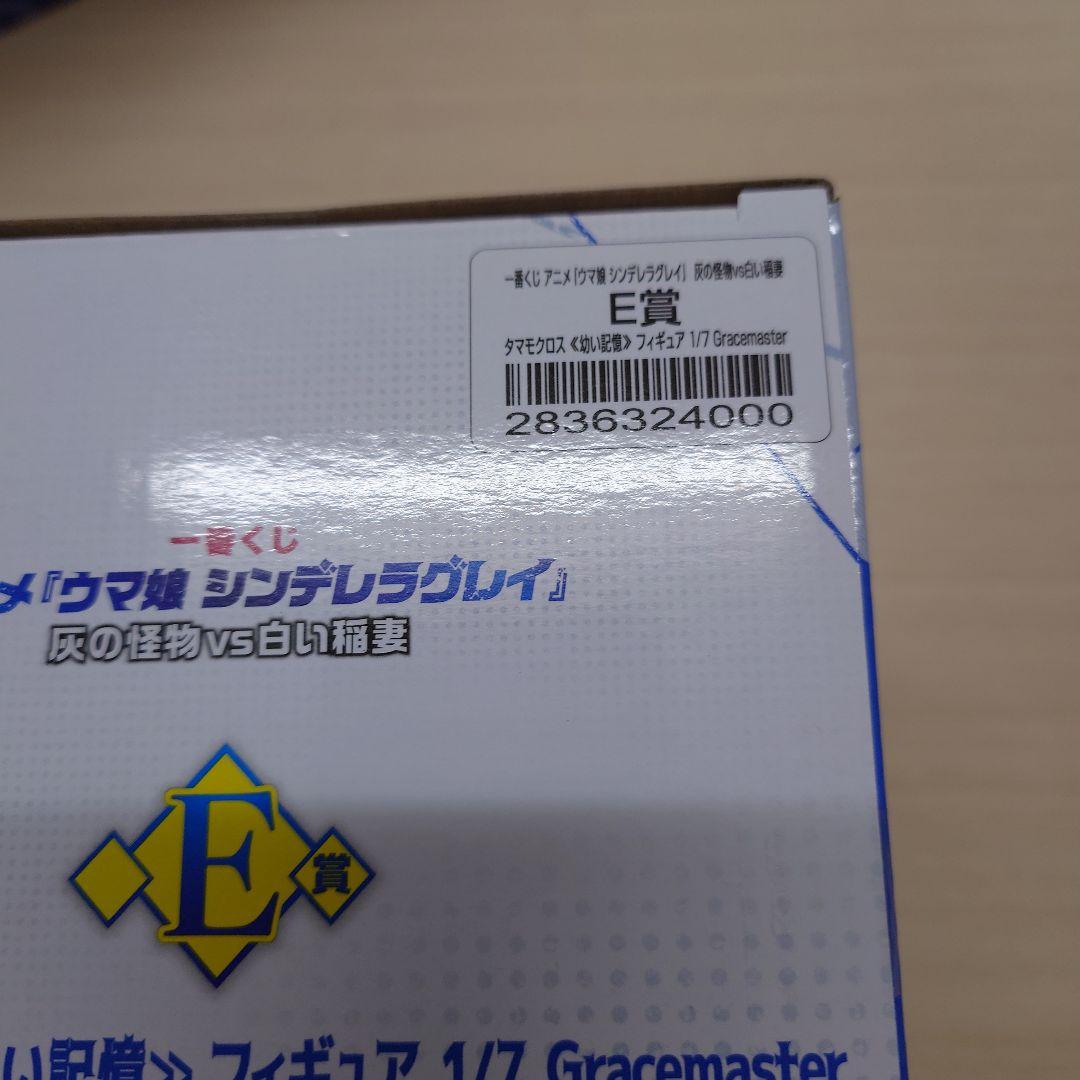 一番くじ アニメ「ウマ娘 シンデレラグレイ」 灰の怪物vs白い稲妻
E賞
タマモクロス《幼い記憶》フィギュア 1/7 Gracemaster
2836324000
一番くじ
メ『ウマ娘 シンデレラグレイ』
灰の怪物vs白い稲妻
E賞
い記憶》フィギュア 1/7 Gracemaster